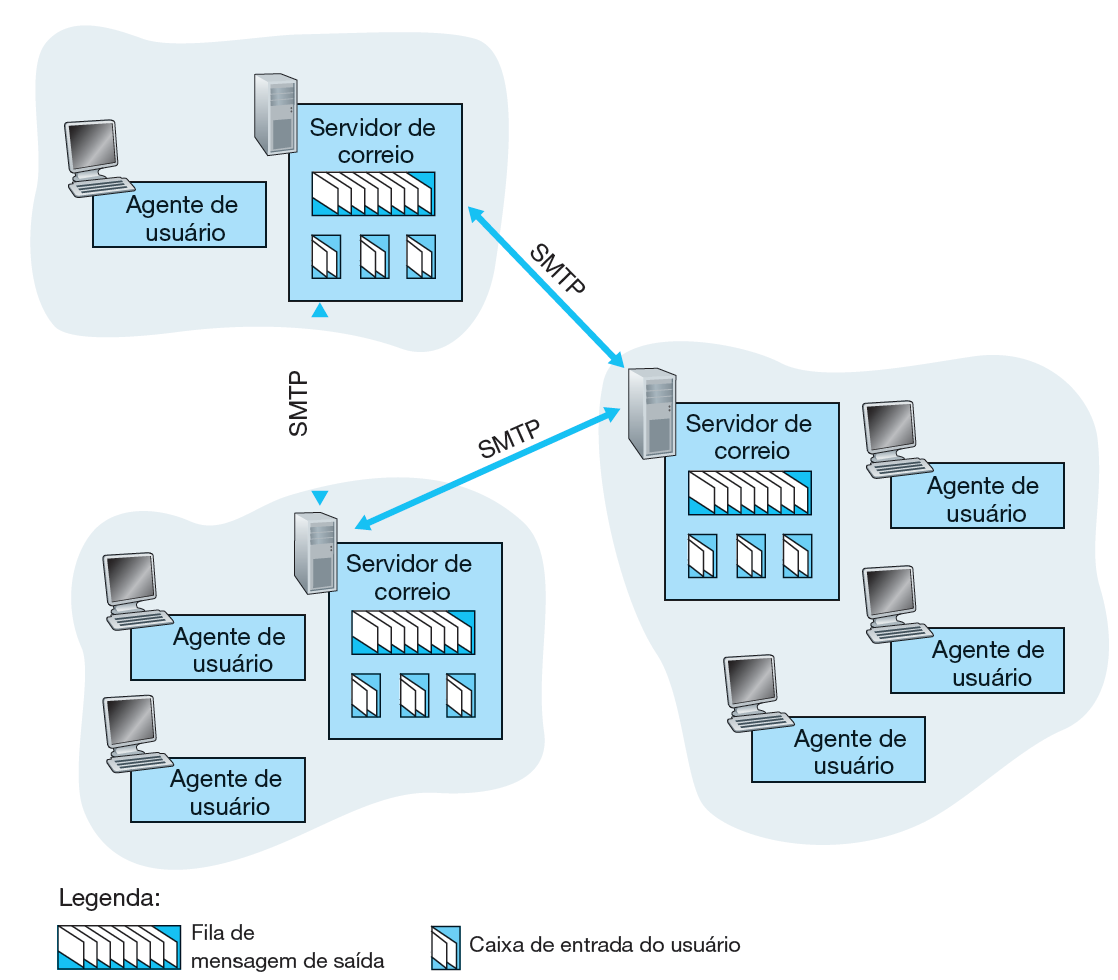 Servidor de
correio
Agente de
usuário
SMTP
SMTP
SMTP
Servidor de
correio
Agente de
usuário
Servidor de
correio
Agente de
usuário
Agente de
usuário
Agente de
usuário
Agente de
usuário
Agente de
usuário
Legenda:
Fila de
mensagem de saída
Caixa de entrada do usuário